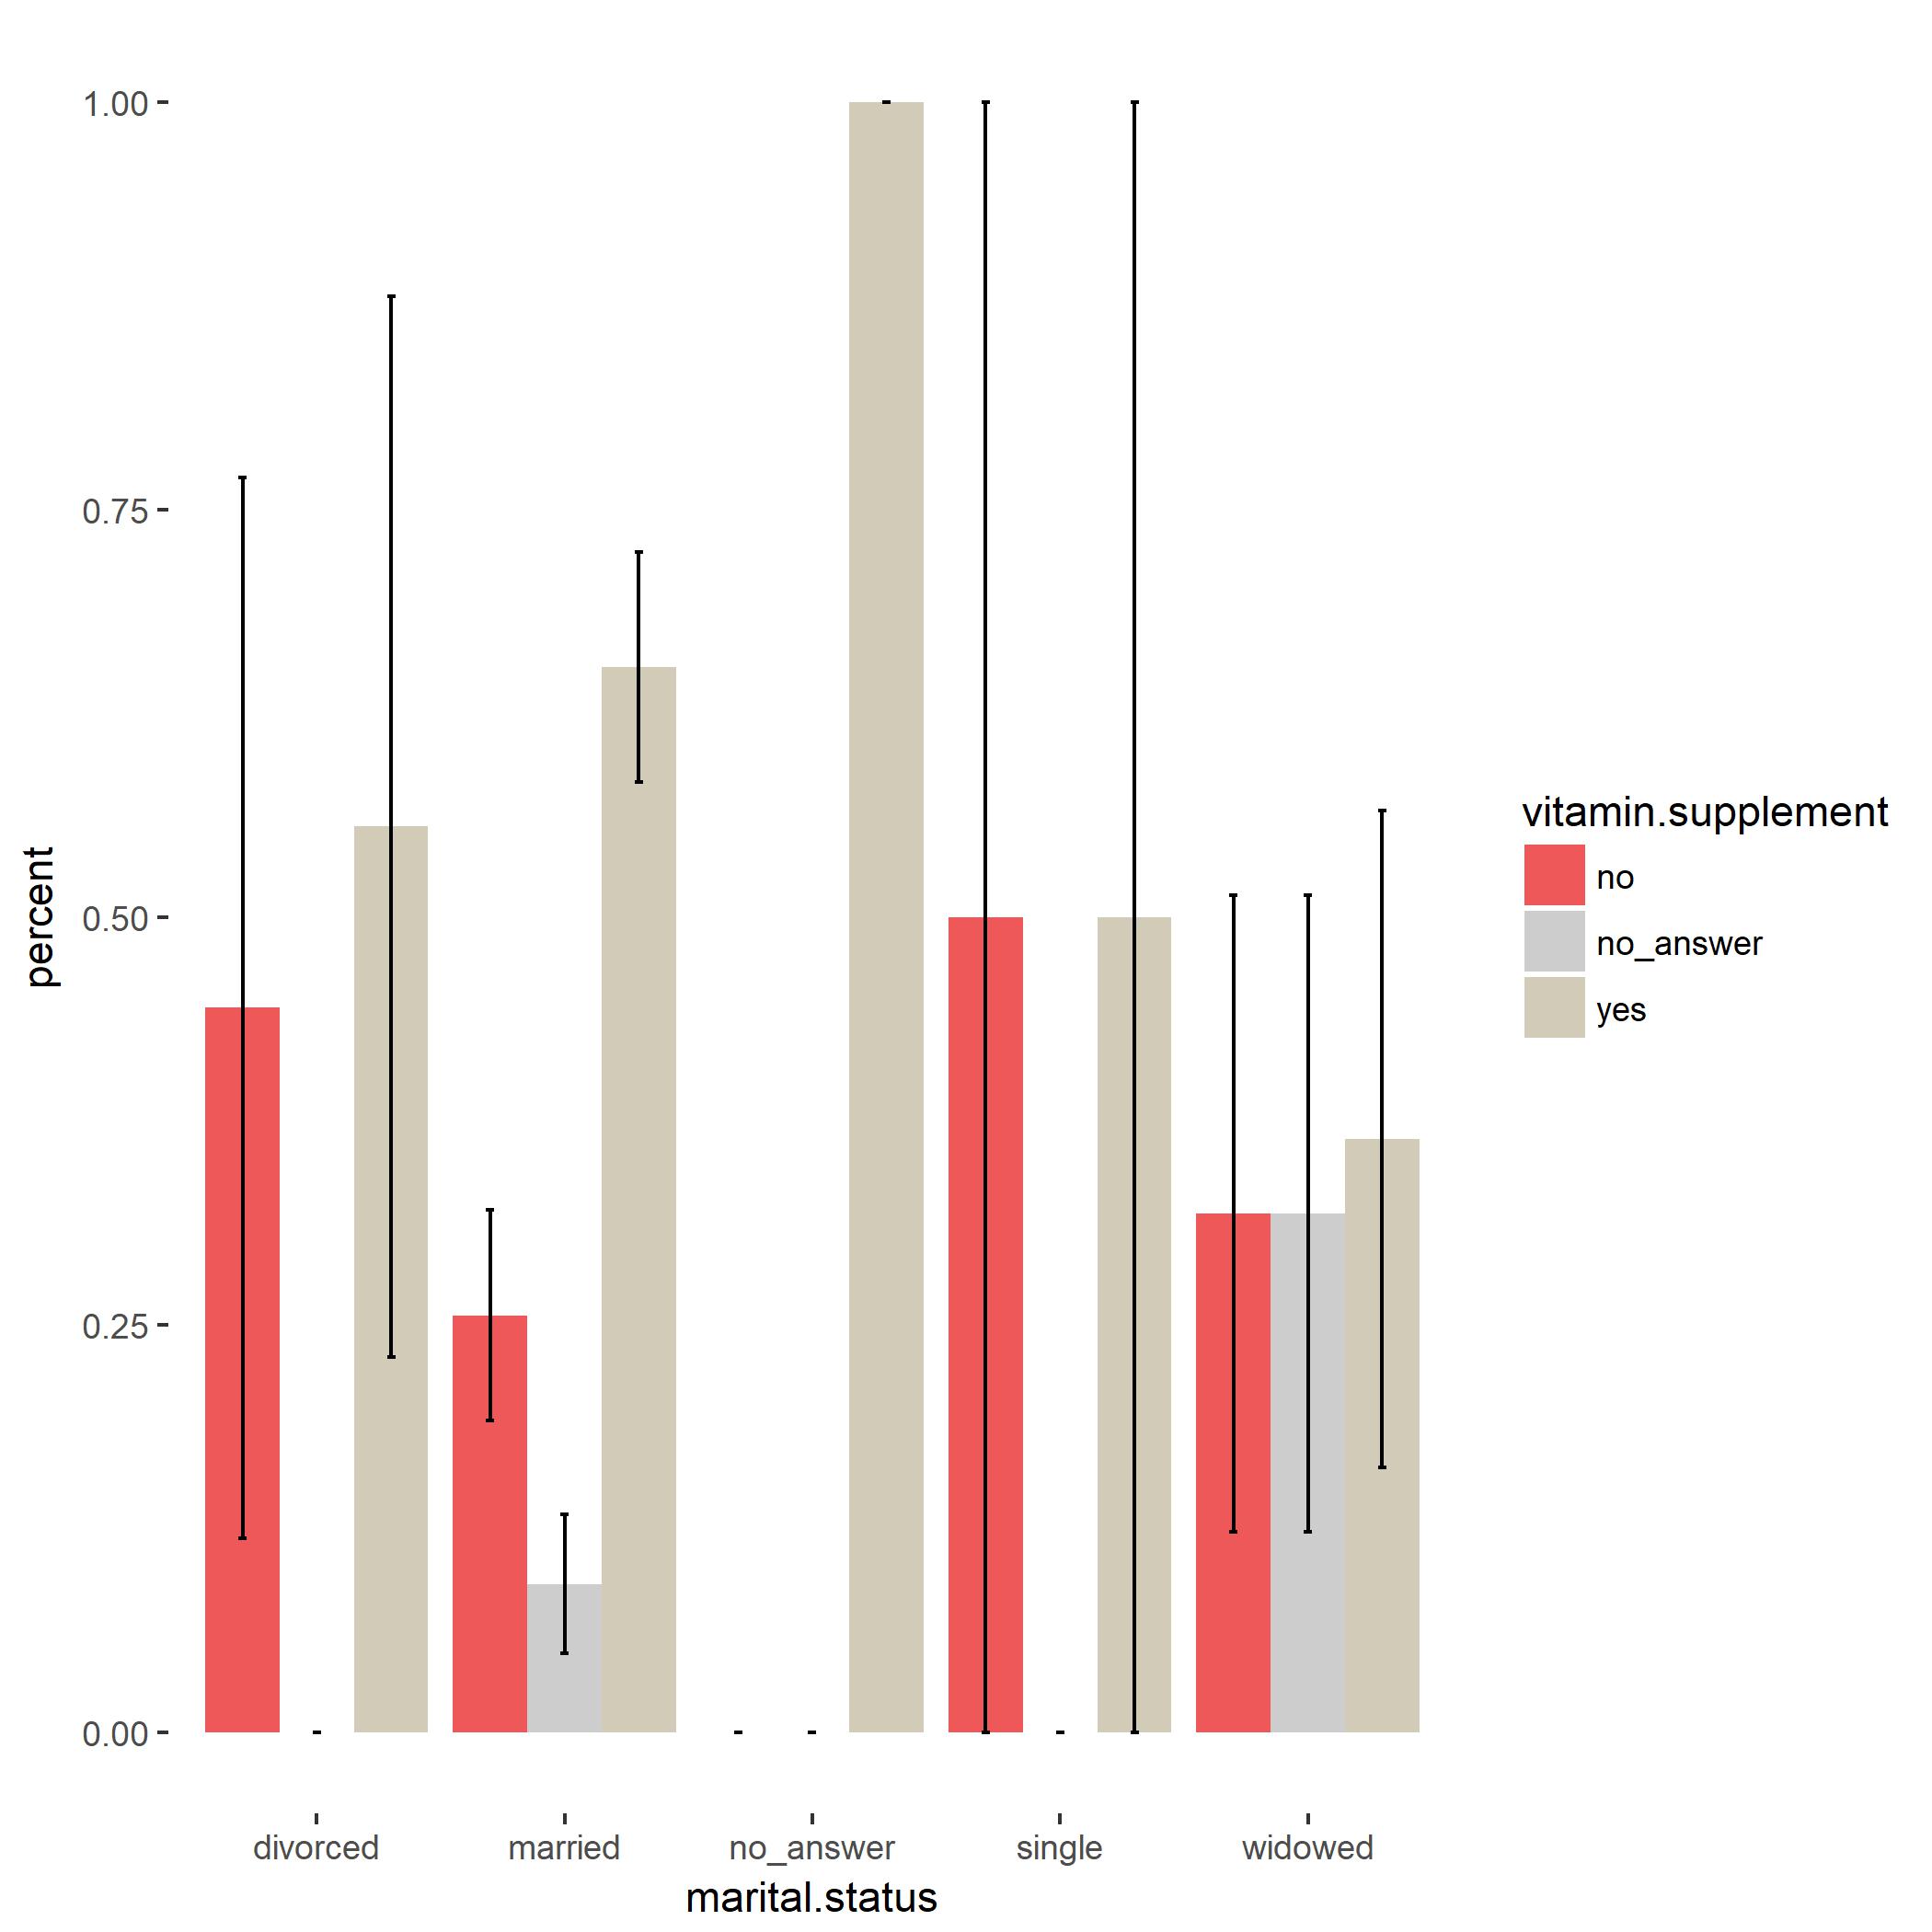 1.00
0.75
0.50
0.25
0.00
percent
divorced married no_answer single widowed
marital.status
vitamin.supplement
no
no_answer
yes